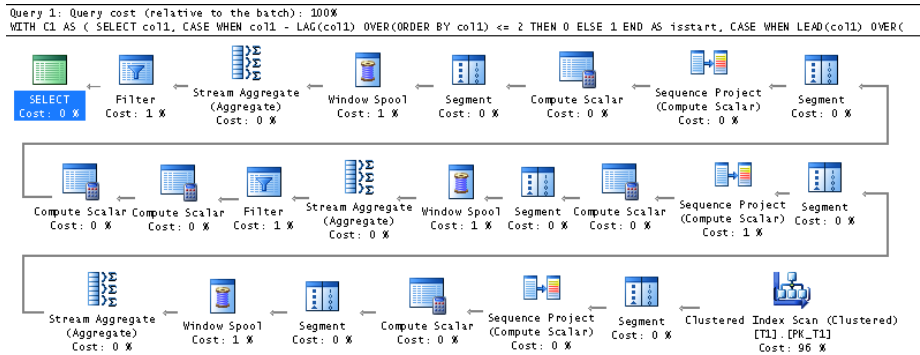 Query 1: Query cost (relative to the batch): 100%
WITH C1 AS ( SELECT col1, CASE WHEN col1 - LAG(col1) OVER(ORDER BY col1) <= 2 THEN 0 ELSE 1 END AS isstart, CASE WHEN LEAD(col1) OVER(
SELECT
Cost: 0 %
Filter
Cost: 1 %
Stream Aggregate
(Aggregate)
Cost: 0 %
Window Spool
Cost: 1 %
Segment
Cost: 0 %
Compute Scalar
Cost: 0 %
Sequence Project
(Compute Scalar)
Cost: 0 %
Segment
Cost: 0 %
Compute Scalar
Cost: 0 %
Compute Scalar
Cost: 0 %
Filter
Cost: 1 %
Stream Aggregate
(Aggregate)
Cost: 0 %
Window Spool
Cost: 1 %
Segment
Cost: 0 %
Compute Scalar
Cost: 0 %
Sequence Project
(Compute Scalar)
Cost: 1 %
Segment
Cost: 0 %
Stream Aggregate
(Aggregate)
Cost: 0 %
Window Spool
Cost: 1 %
Segment
Cost: 0 %
Compute Scalar
Cost: 0 %
Sequence Project
(Compute Scalar)
Cost: 0 %
Segment
Cost: 0 %
Clustered Index Scan (Clustered)
[T1].[PK_T1]
Cost: 96 %